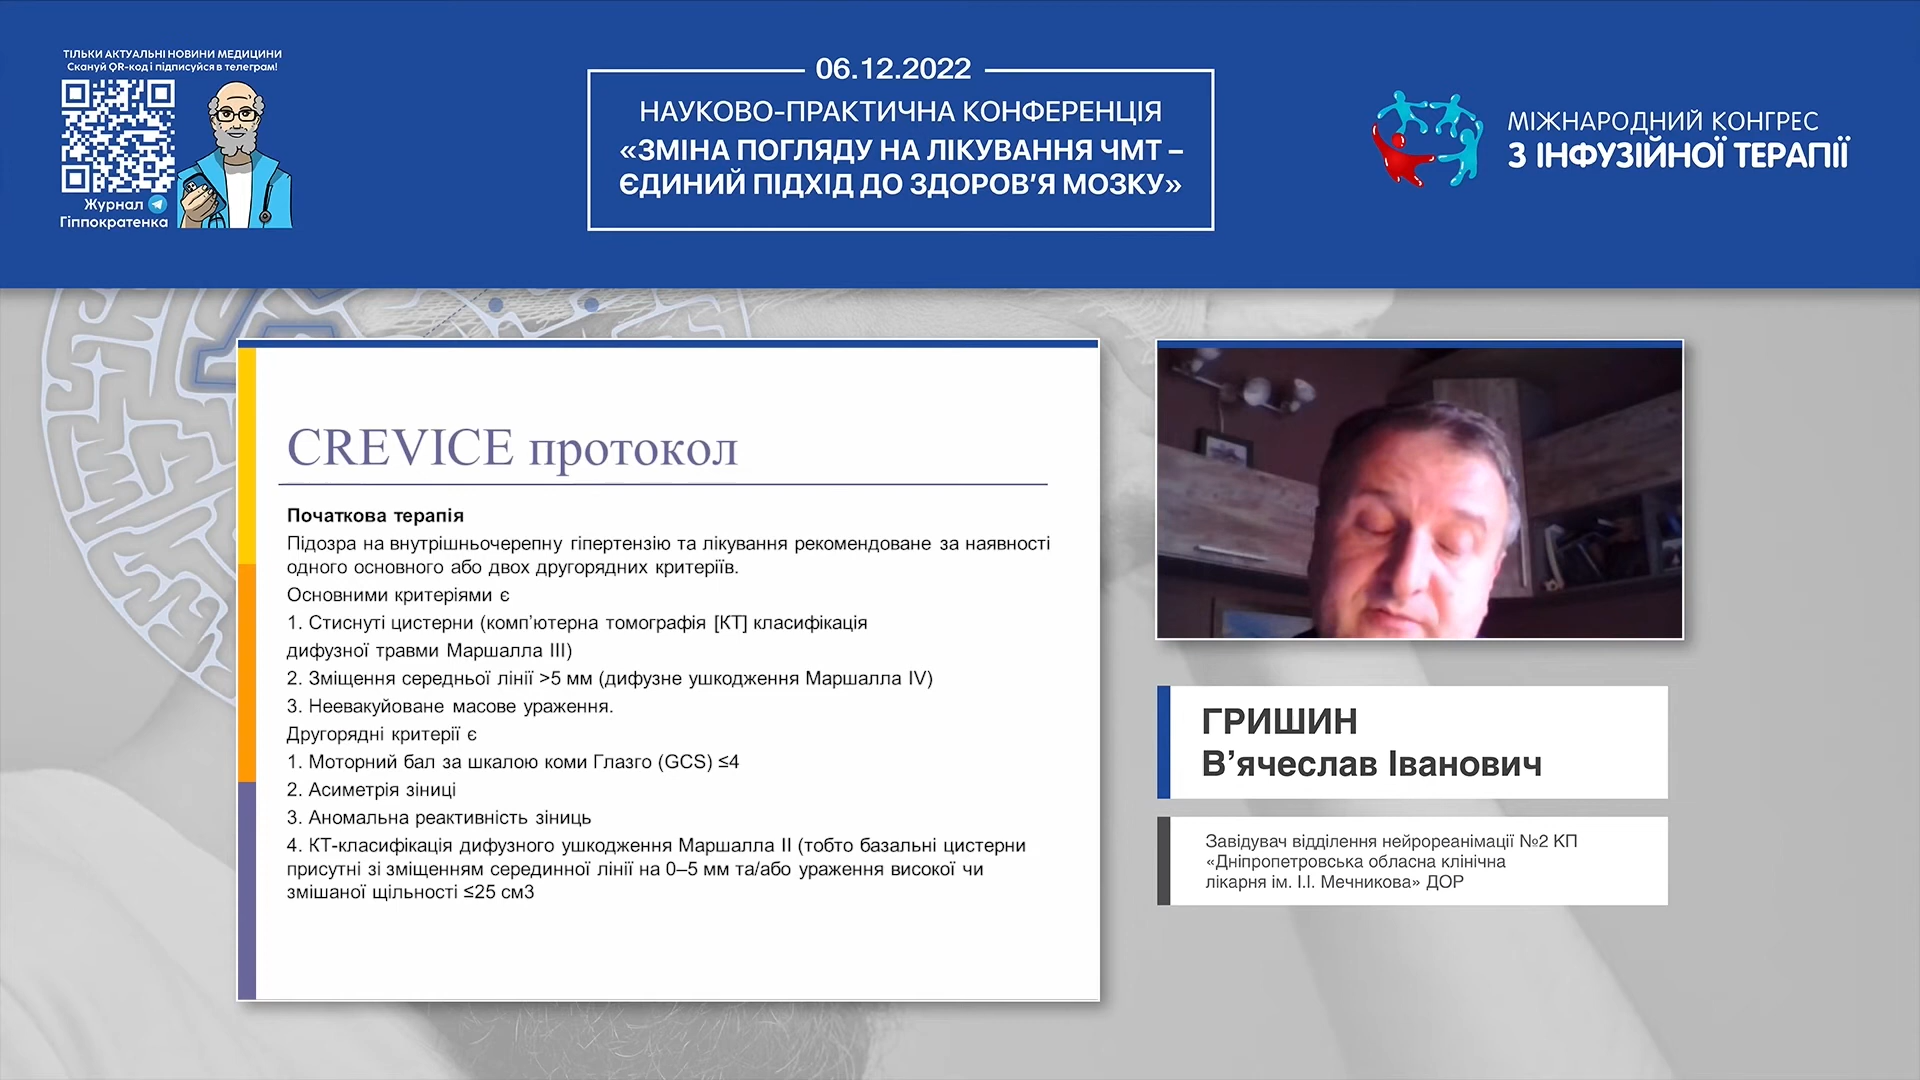 ТІЛЬКИ АКТУАЛЬНІ НОВИНИ МЕДИЦИНИ
Скануй QR-код і підписуйся в телеграм!
Журнал
Гіппократенка
06.12.2022
НАУКОВО-ПРАКТИЧНА КОНФЕРЕНЦІЯ
«ЗМІНА ПОГЛЯДУ НА ЛІКУВАННЯ ЧМТ –
ЄДИНИЙ ПІДХІД ДО ЗДОРОВ’Я МОЗКУ»
МІЖНАРОДНИЙ КОНГРЕС
З ІНФУЗІЙНОЇ ТЕРАПІЇ
CREVICE протокол
Початкова терапія
Підозра на внутрішньочерепну гіпертензію та лікування рекомендоване за наявності
одного основного або двох другорядних критеріїв.
Основними критеріями є
1. Стиснуті цистерни (комп’ютерна томографія [КТ] класифікація
дифузної травми Маршалла III)
2. Зміщення середньої лінії >5 мм (дифузне ушкодження Маршалла IV)
3. Неевакуйоване масове ураження.
Другорядні критерії є
1. Моторний бал за шкалою коми Глазго (GCS) ≤4
2. Асиметрія зіниці
3. Аномальна реактивність зіниць
4. КТ-класифікація дифузного ушкодження Маршалла II (тобто базальні цистерни
присутні зі зміщенням серединної лінії на 0–5 мм та/або ураження високої чи
змішаної щільності ≤25 см3
ГРИШИН
В’ячеслав Іванович
Завідувач відділення нейрореанімації №2 КП
«Дніпропетровська обласна клінічна
лікарня ім. І.І. Мечникова» ДОР